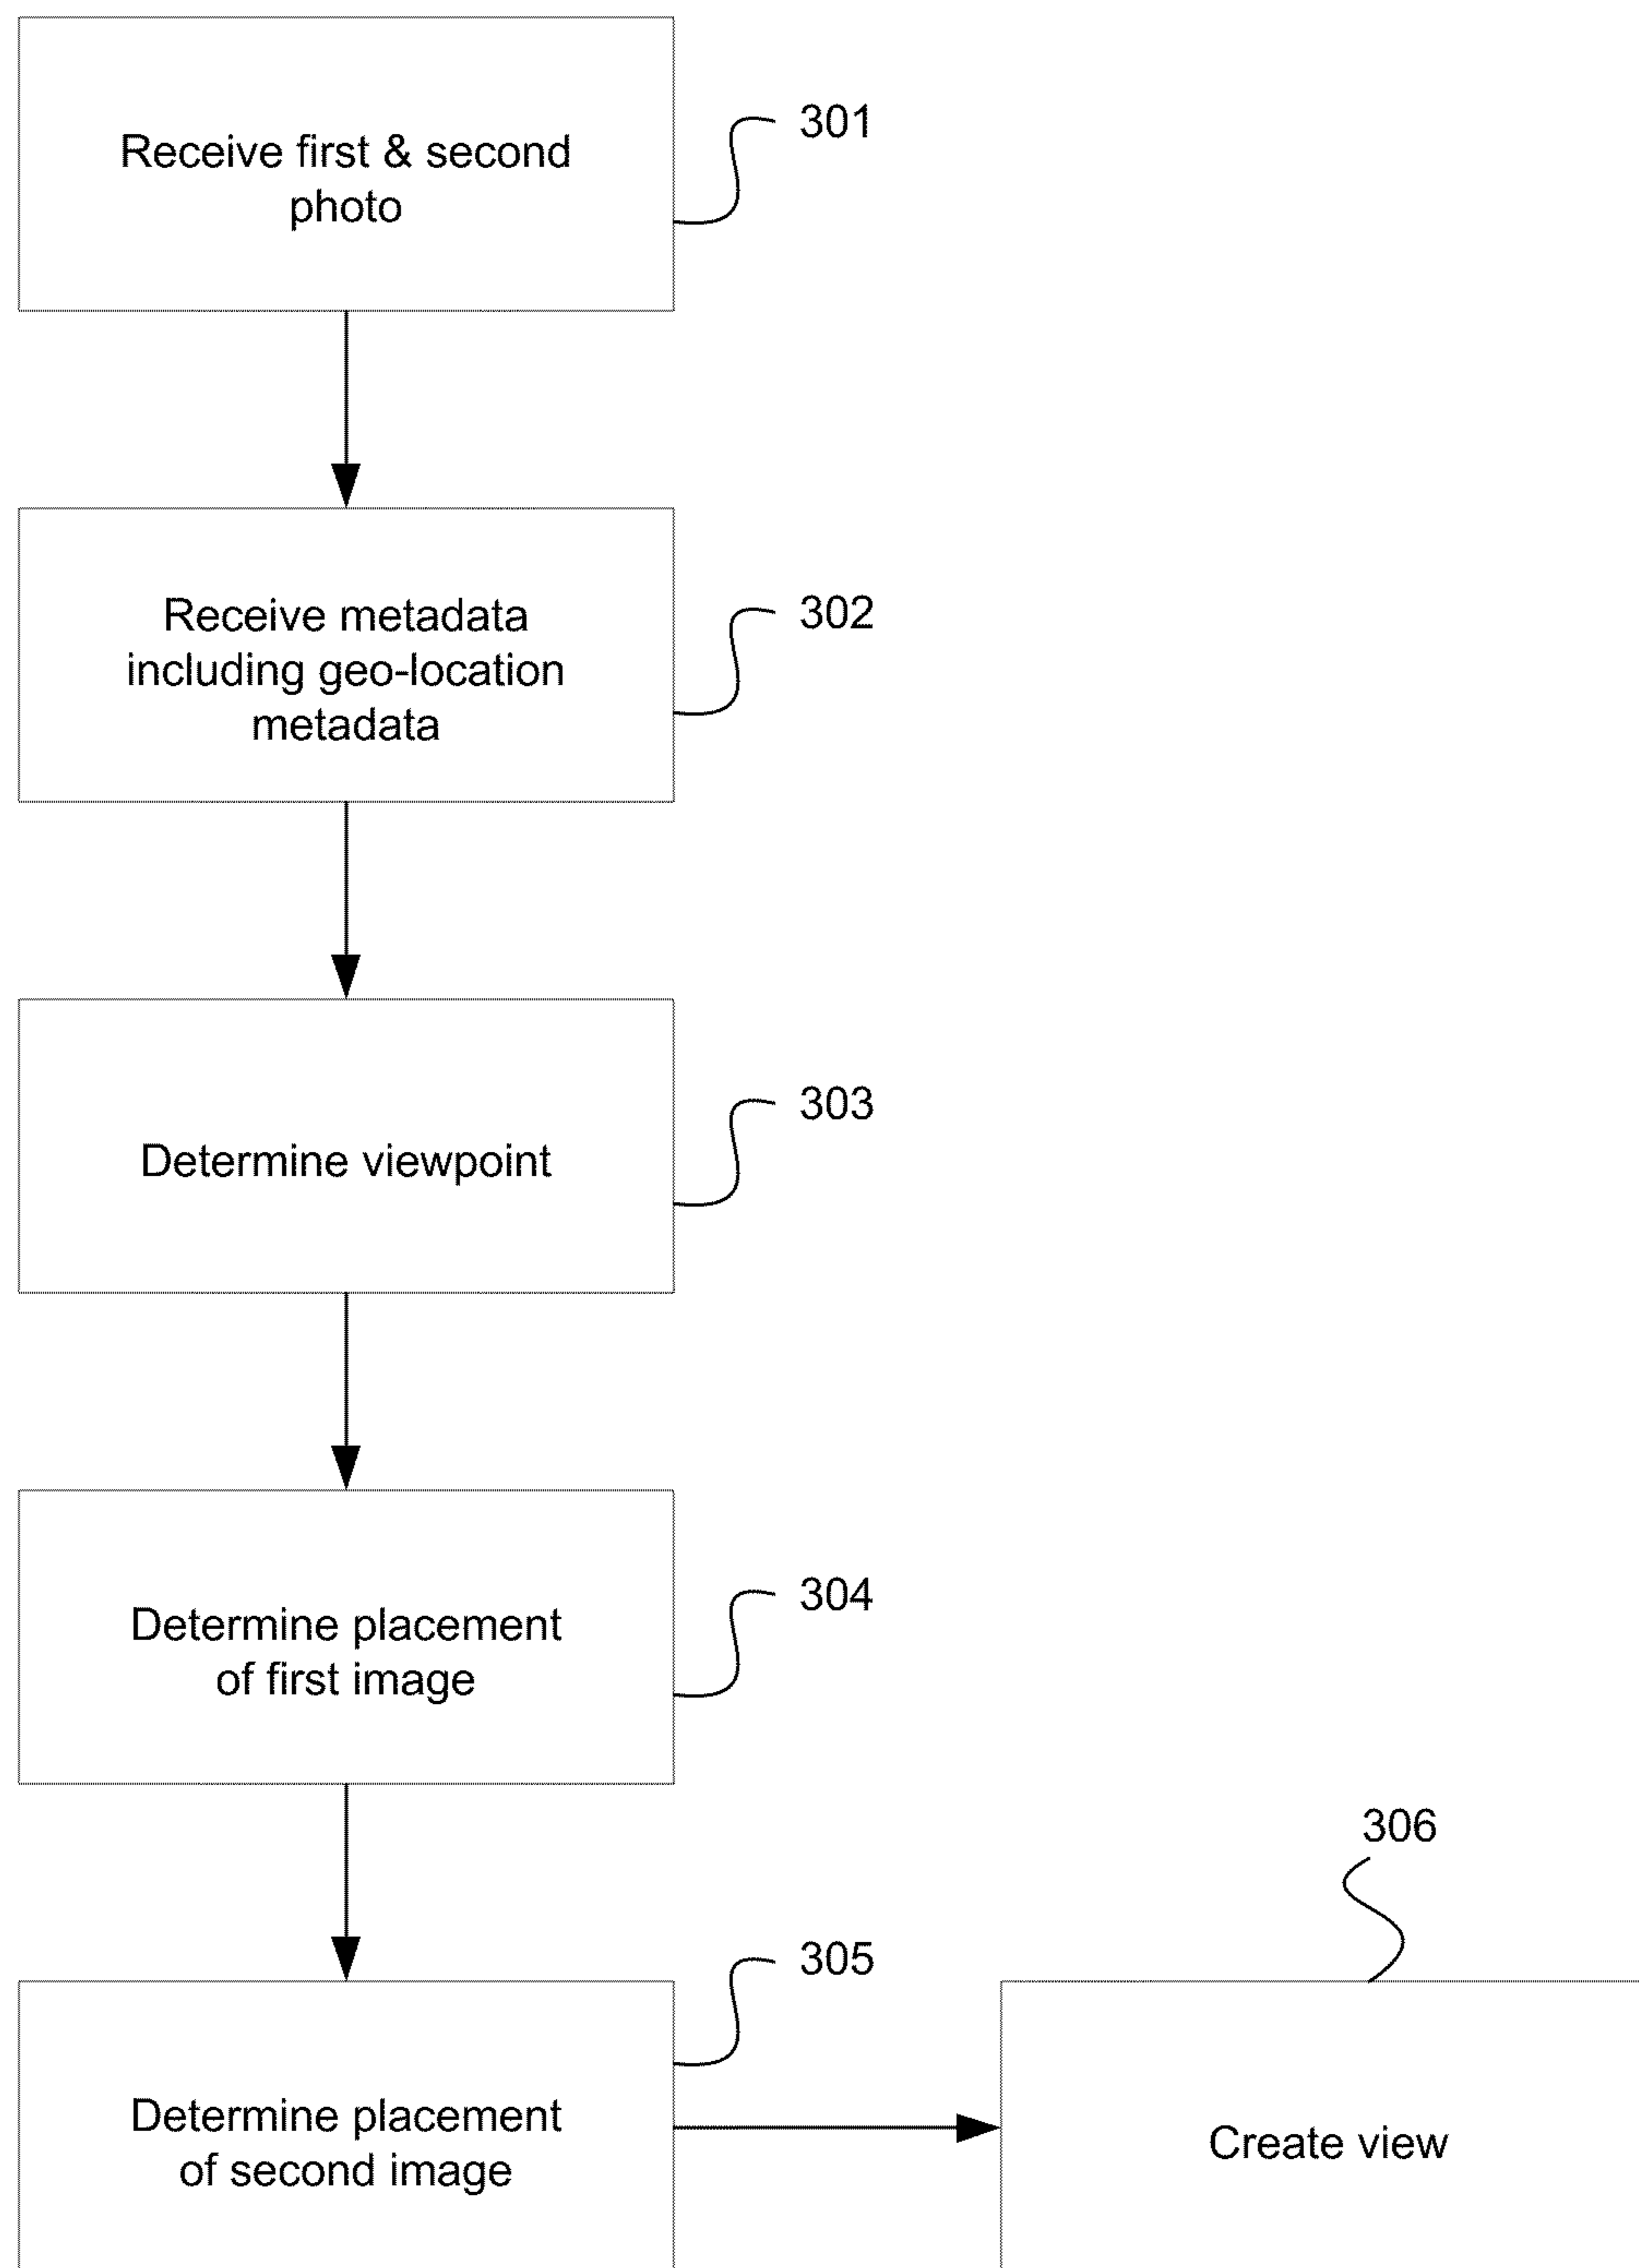 Receive first & second
photo
301
Receive metadata
including geo-location
metadata
302
Determine viewpoint
303
Determine placement
of first image
304
Determine placement
of second image
305
306
Create view